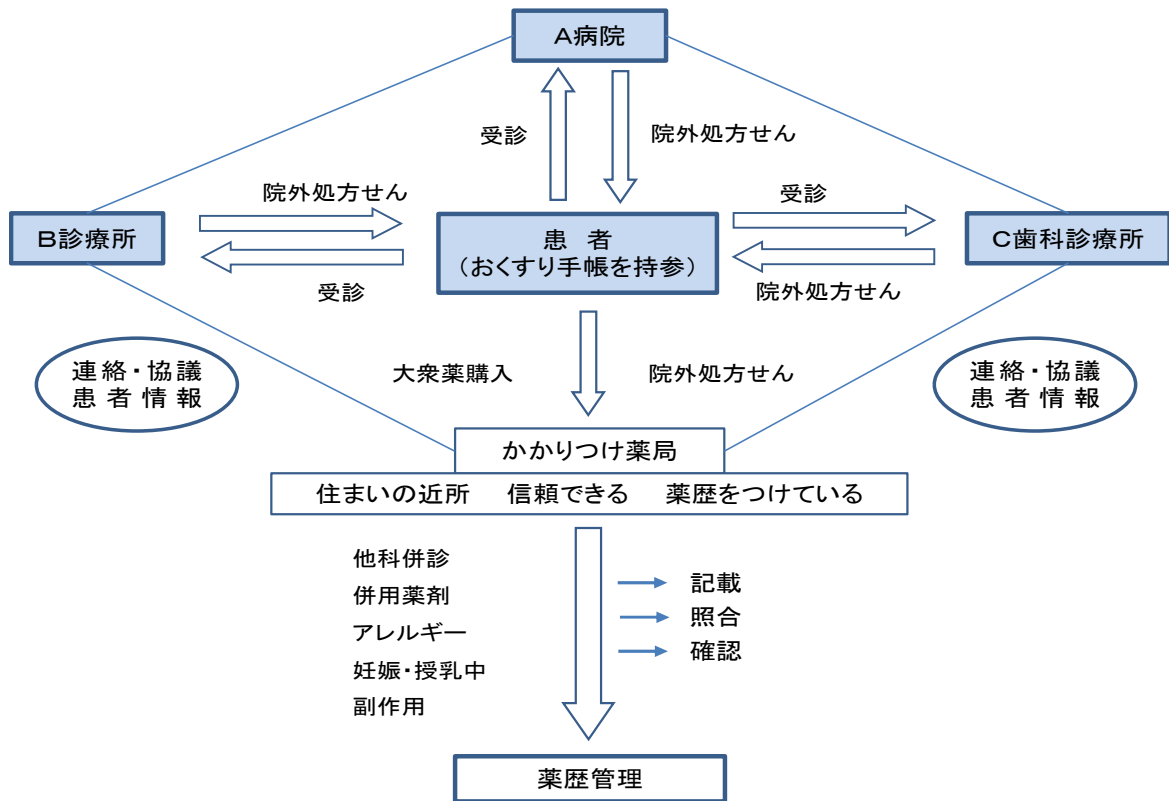 A病院
受診
院外処方せん
院外処方せん
受診
B診療所
患 者
(おくすり手帳を持参)
C歯科診療所
受診
院外処方せん
連絡・協議
患者情報
大衆薬購入
院外処方せん
連絡・協議
患者情報
かかりつけ薬局
住まいの近所 信頼できる 薬歴をつけている
他科併診
併用薬剤
アレルギー
妊娠・授乳中
副作用
記載
照合
確認
薬歴管理